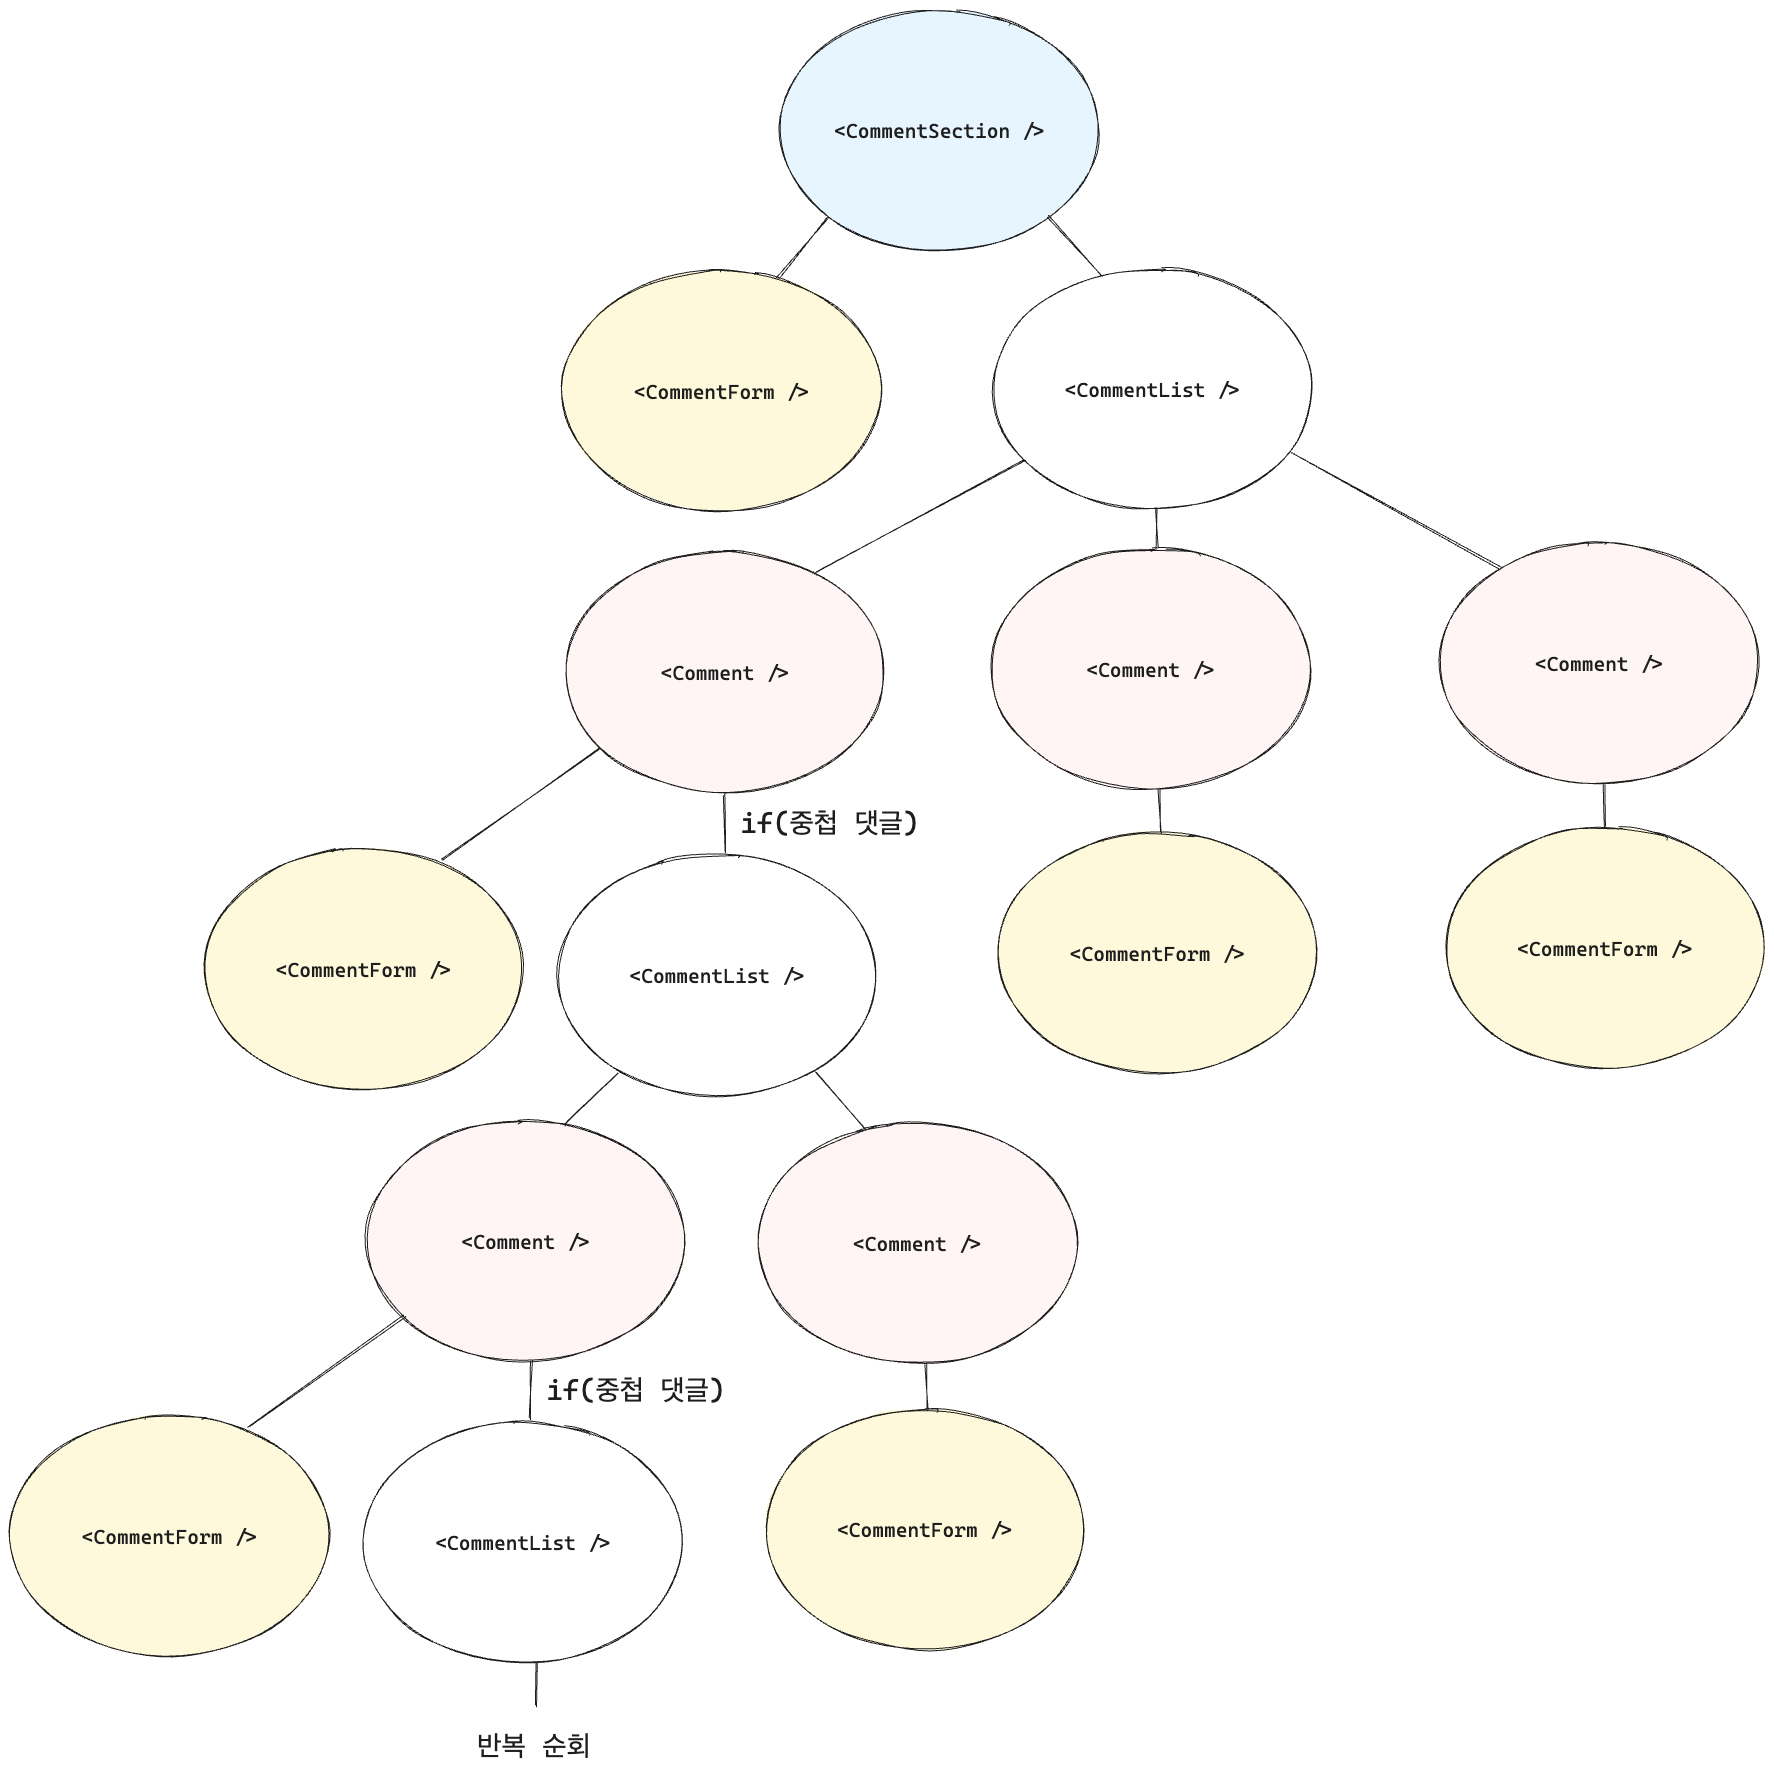 <CommentSection />
<CommentForm />
<CommentList />
<Comment />
<Comment />
<Comment />
if(중첩 댓글)
<CommentForm />
<CommentList />
<CommentForm />
<CommentForm />
<Comment />
<Comment />
if(중첩 댓글)
<CommentForm />
<CommentList />
<CommentForm />
반복 순회